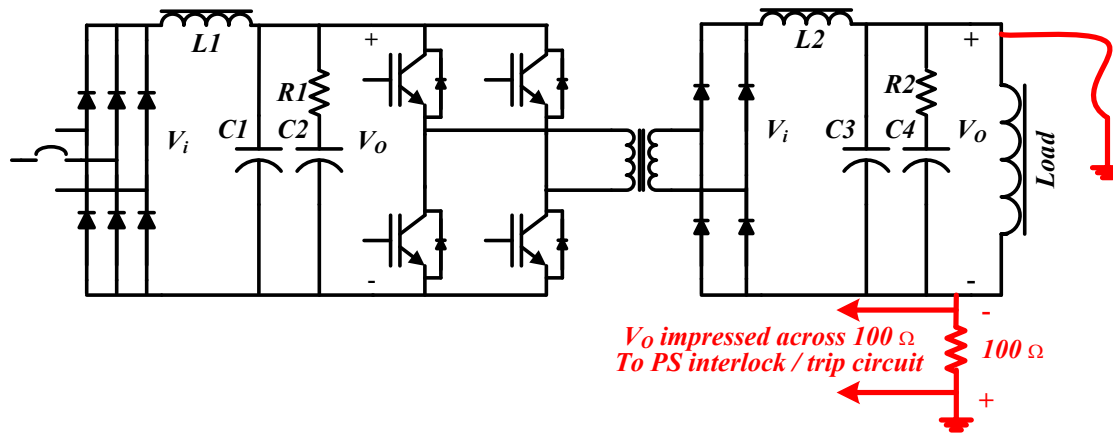 L1
L2
+
+
R1
R2
Vi
C1
C2
VO
Vi
C3
C4
VO
Load
-
-
-
VO impressed across 100 Ω
To PS interlock / trip circuit
100 Ω
+